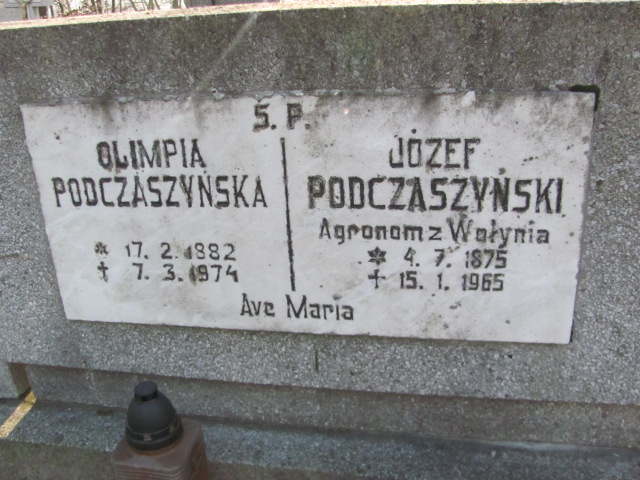 Ś. P.
OLIMPIA
PODCZASZYŃSKA
* 17. 2. 1882
† 7. 3. 1974
JÓZEF
PODCZASZYŃSKI
Agronom z Wołynia
* 4. 7. 1875
† 15. 1. 1965
Ave Maria